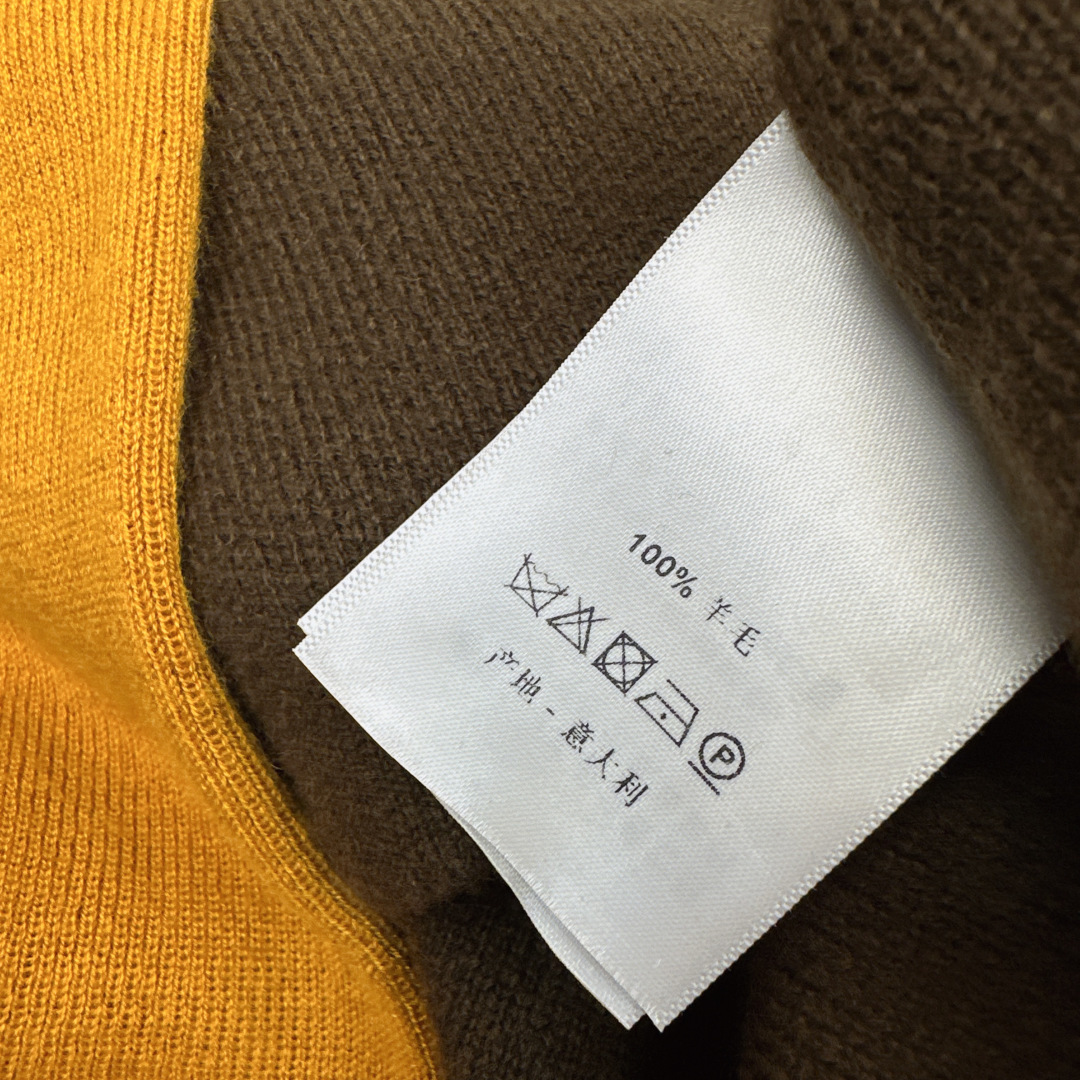 100% 羊毛
P
产地 - 意大利